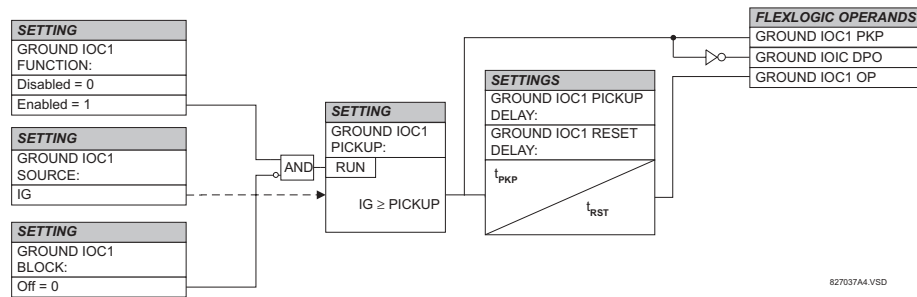 SETTING
GROUND IOC1
FUNCTION:
Disabled = 0
Enabled = 1
SETTING
GROUND IOC1
SOURCE:
IG
SETTING
GROUND IOC1
BLOCK:
Off = 0
AND
SETTING
GROUND IOC1
PICKUP:
RUN
IG ≥ PICKUP
SETTINGS
GROUND IOC1 PICKUP
DELAY:
GROUND IOC1 RESET
DELAY:
tPKP
tRST
FLEXLOGIC OPERANDS
GROUND IOC1 PKP
GROUND IOIC DPO
GROUND IOC1 OP
827037A4.VSD